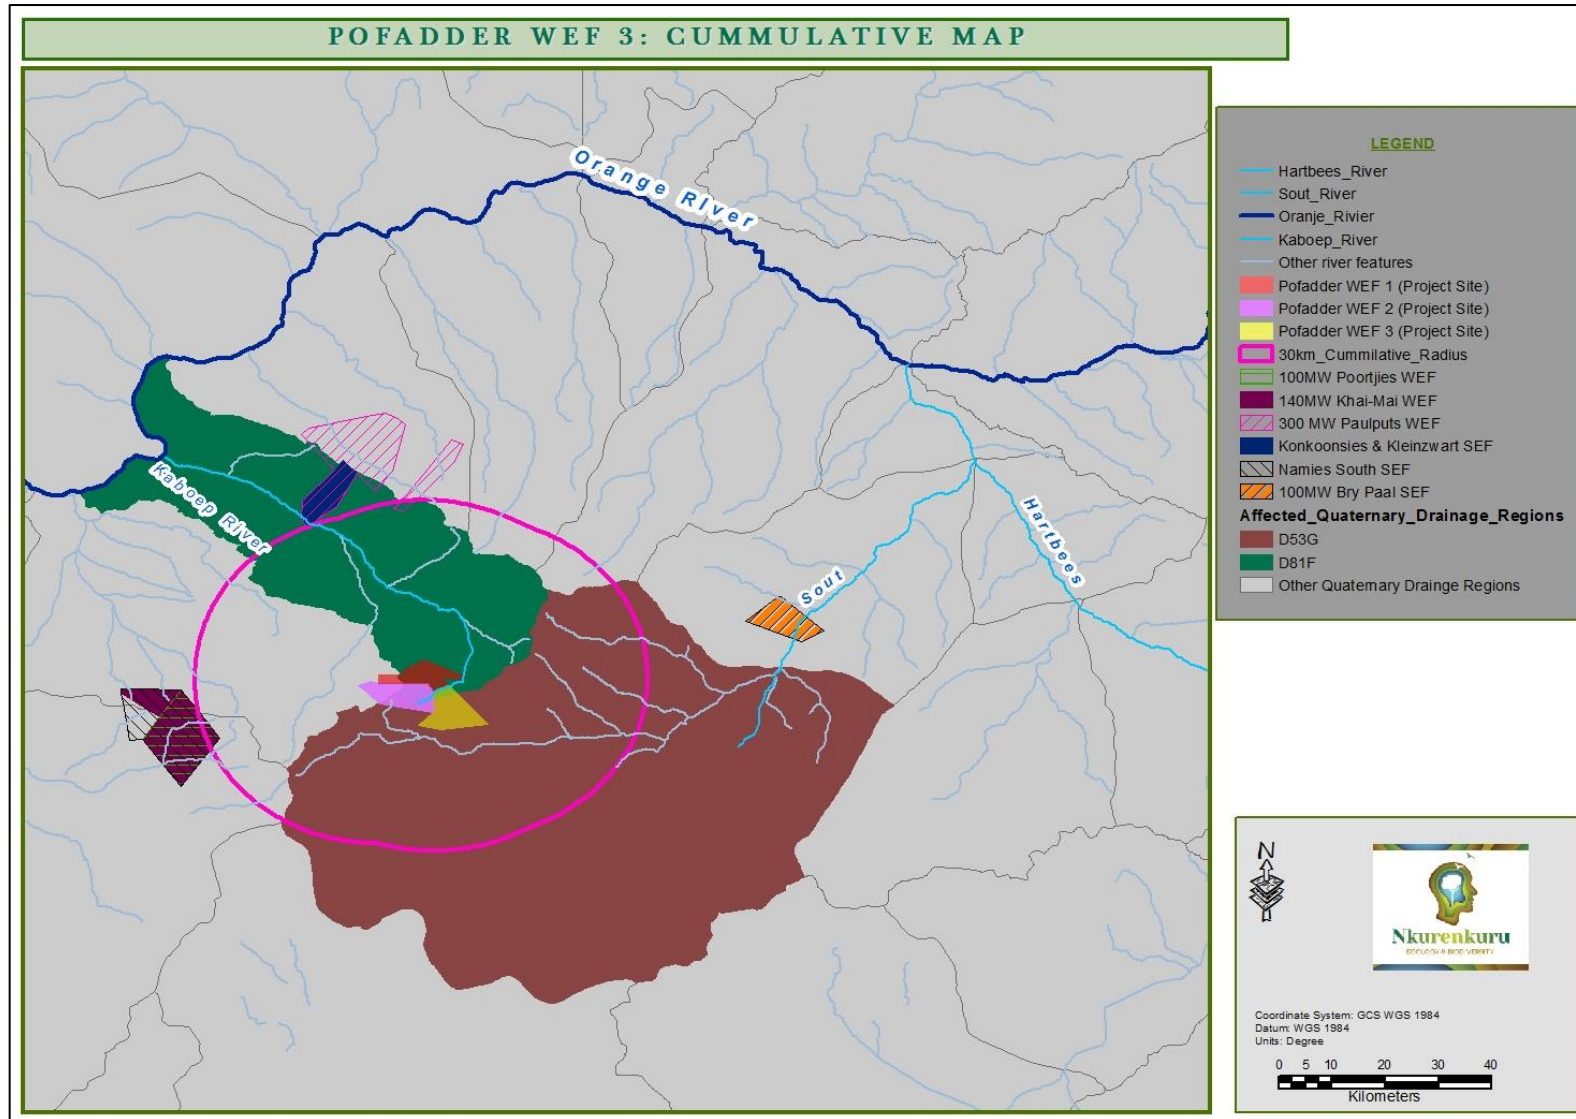 POFADDER WEF 3: CUMMULATIVE MAP
Orange River
Kaboep River
Sout
Hartbees
LEGEND
Hartbees_River
Sout_River
Oranje_Rivier
Kaboep_River
Other river features
Pofadder WEF 1 (Project Site)
Pofadder WEF 2 (Project Site)
Pofadder WEF 3 (Project Site)
30km_Cummilative_Radius
100MW Poortjies WEF
140MW Khai-Mai WEF
300 MW Paulputs WEF
Konkoonsies & Kleinzwart SEF
Namies South SEF
100MW Bry Paal SEF
Affected_Quaternary_Drainage_Regions
D53G
D81F
Other Quaternary Drainge Regions
N
Nkurenkuru
ECOLOGY & BIODIVERSITY
Coordinate System: GCS WGS 1984
Datum: WGS 1984
Units: Degree
0 5 10 20 30 40
Kilometers